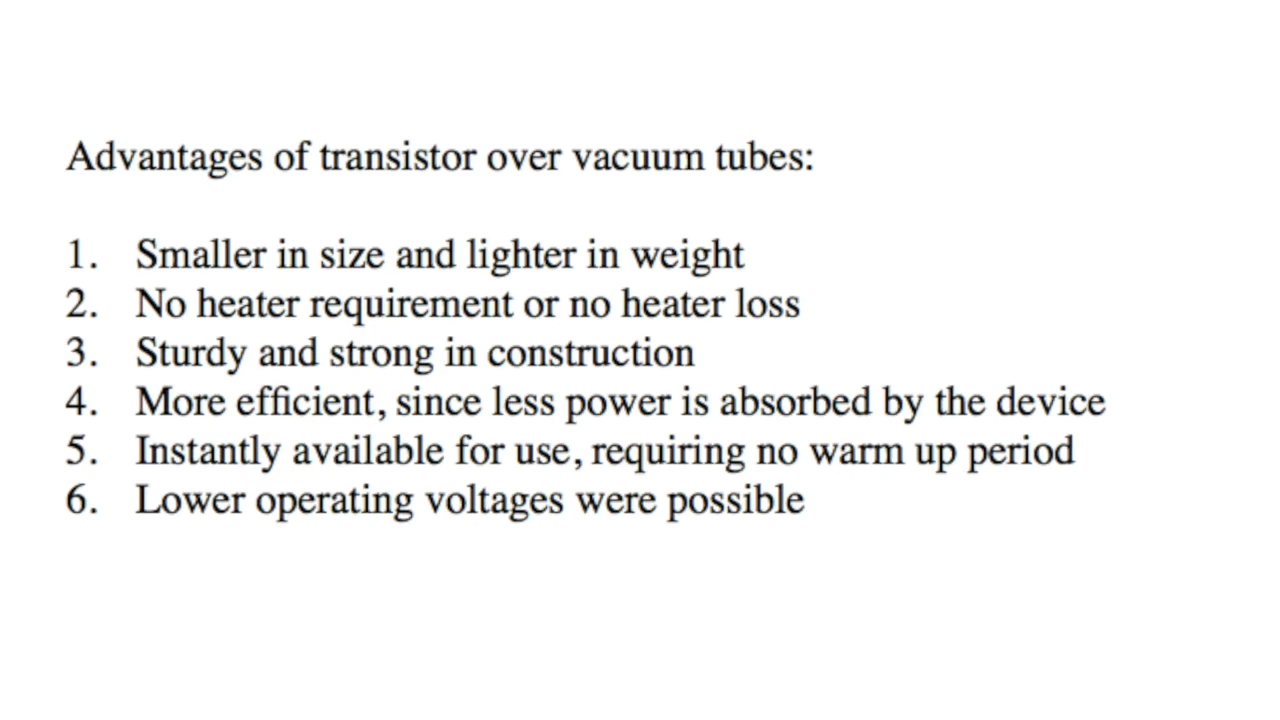 Advantages of transistor over vacuum tubes:
1. Smaller in size and lighter in weight
2. No heater requirement or no heater loss
3. Sturdy and strong in construction
4. More efficient, since less power is absorbed by the device
5. Instantly available for use, requiring no warm up period
6. Lower operating voltages were possible